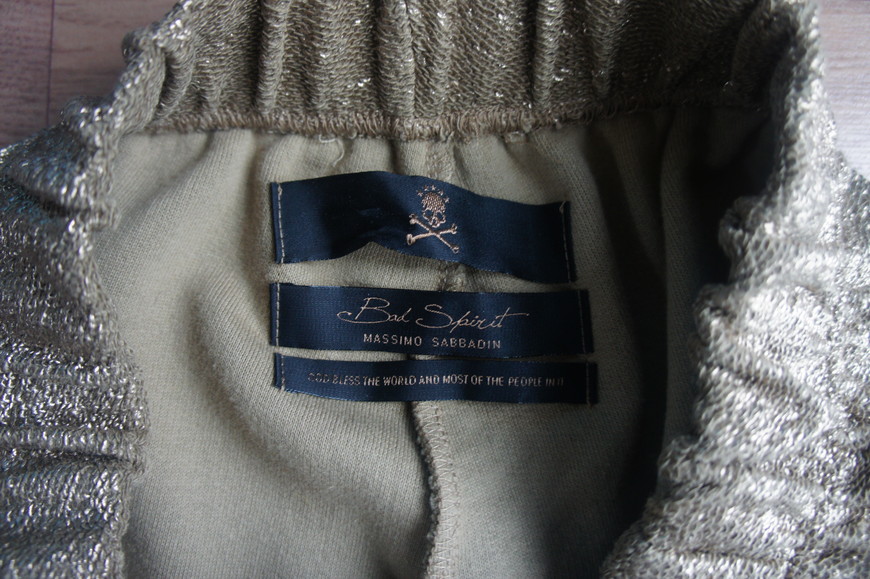 Bad Spirit
MASSIMO SABBADIN
GOD BLESS THE WORLD AND MOST OF THE PEOPLE IN IT